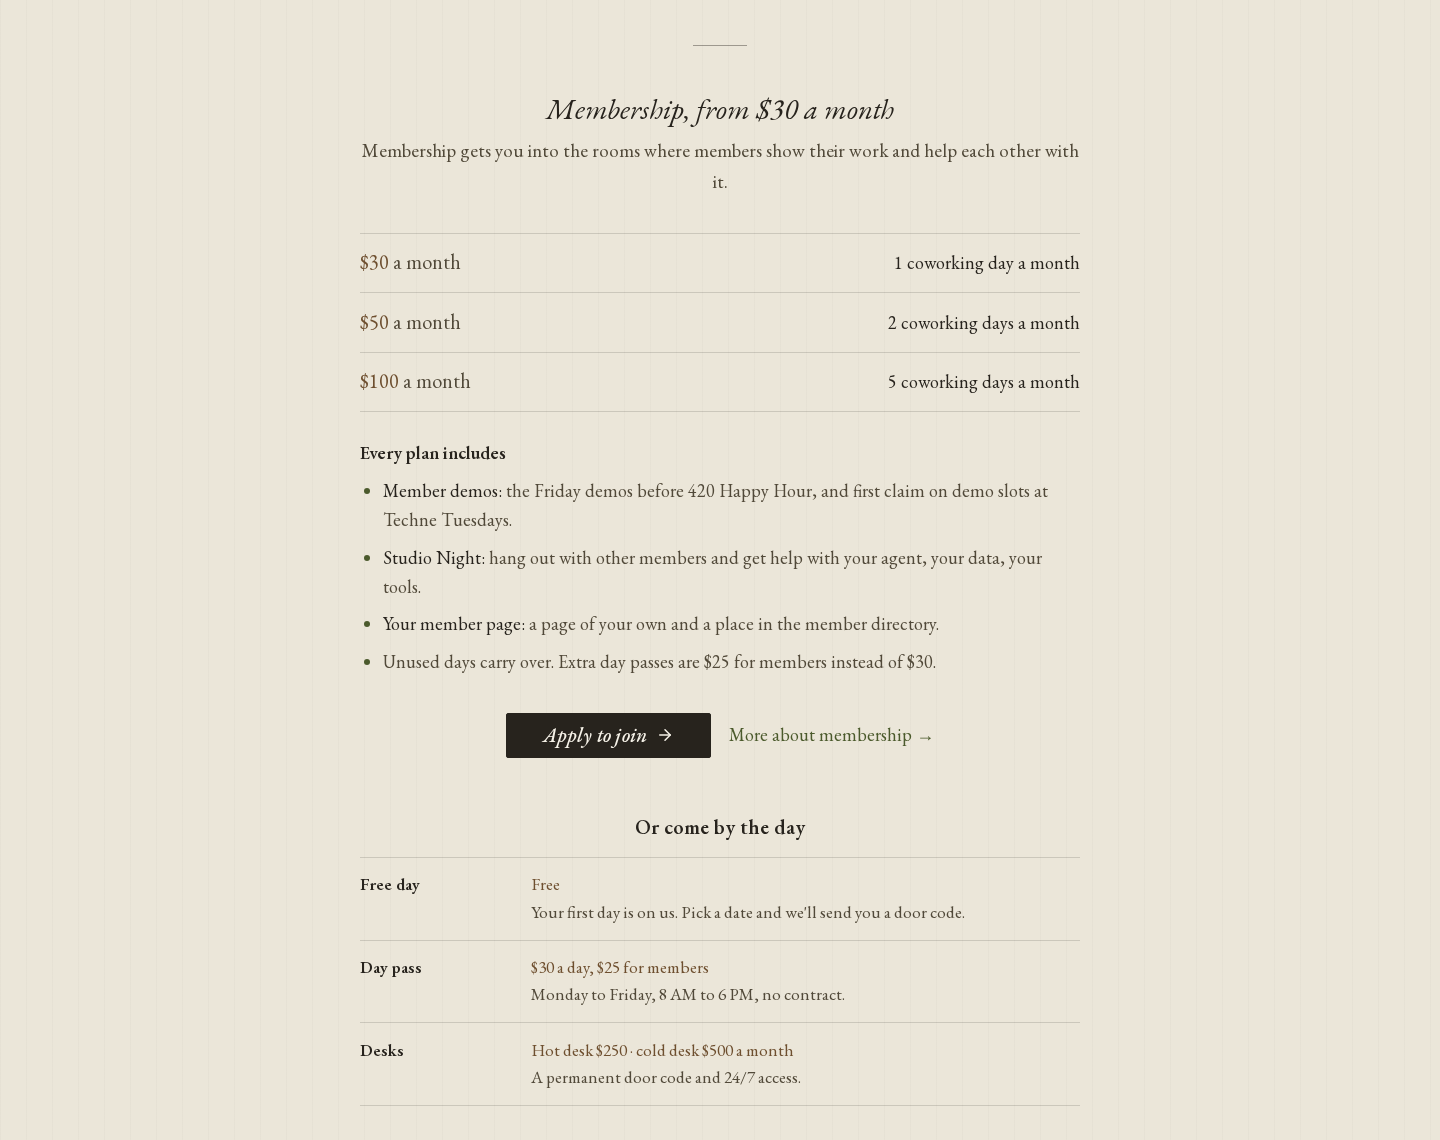 Membership, from $30 a month
Membership gets you into the rooms where members show their work and help each other with
it.
$30 a month
1 coworking day a month
$50 a month
2 coworking days a month
$100 a month
5 coworking days a month
Every plan includes
• Member demos: the Friday demos before 420 Happy Hour, and first claim on demo slots at
Techne Tuesdays.
• Studio Night: hang out with other members and get help with your agent, your data, your
tools.
• Your member page: a page of your own and a place in the member directory.
• Unused days carry over. Extra day passes are $25 for members instead of $30.
Apply to join →
More about membership →
Or come by the day
Free day
Free
Your first day is on us. Pick a date and we'll send you a door code.
Day pass
$30 a day, $25 for members
Monday to Friday, 8 AM to 6 PM, no contract.
Desks
Hot desk $250 · cold desk $500 a month
A permanent door code and 24/7 access.